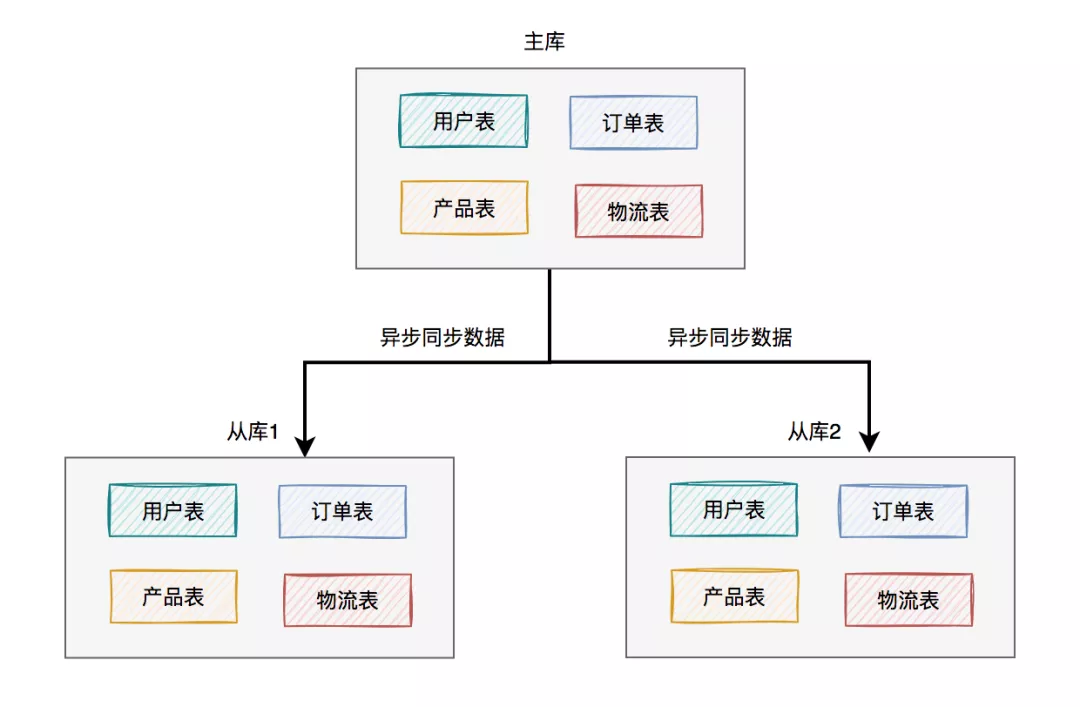 主库
用户表
订单表
产品表
物流表
异步同步数据
异步同步数据
从库1
从库2
用户表
订单表
产品表
物流表
用户表
订单表
产品表
物流表